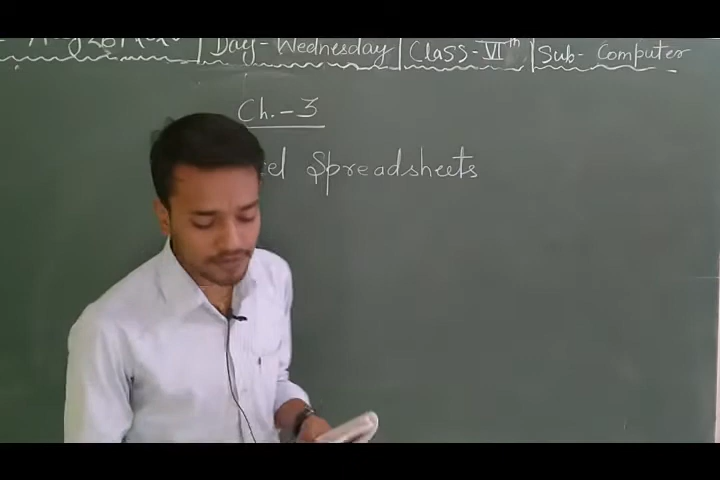 Day - Wednesday | Class - VIth | Sub - Computer
Ch. - 3
Spreadsheets